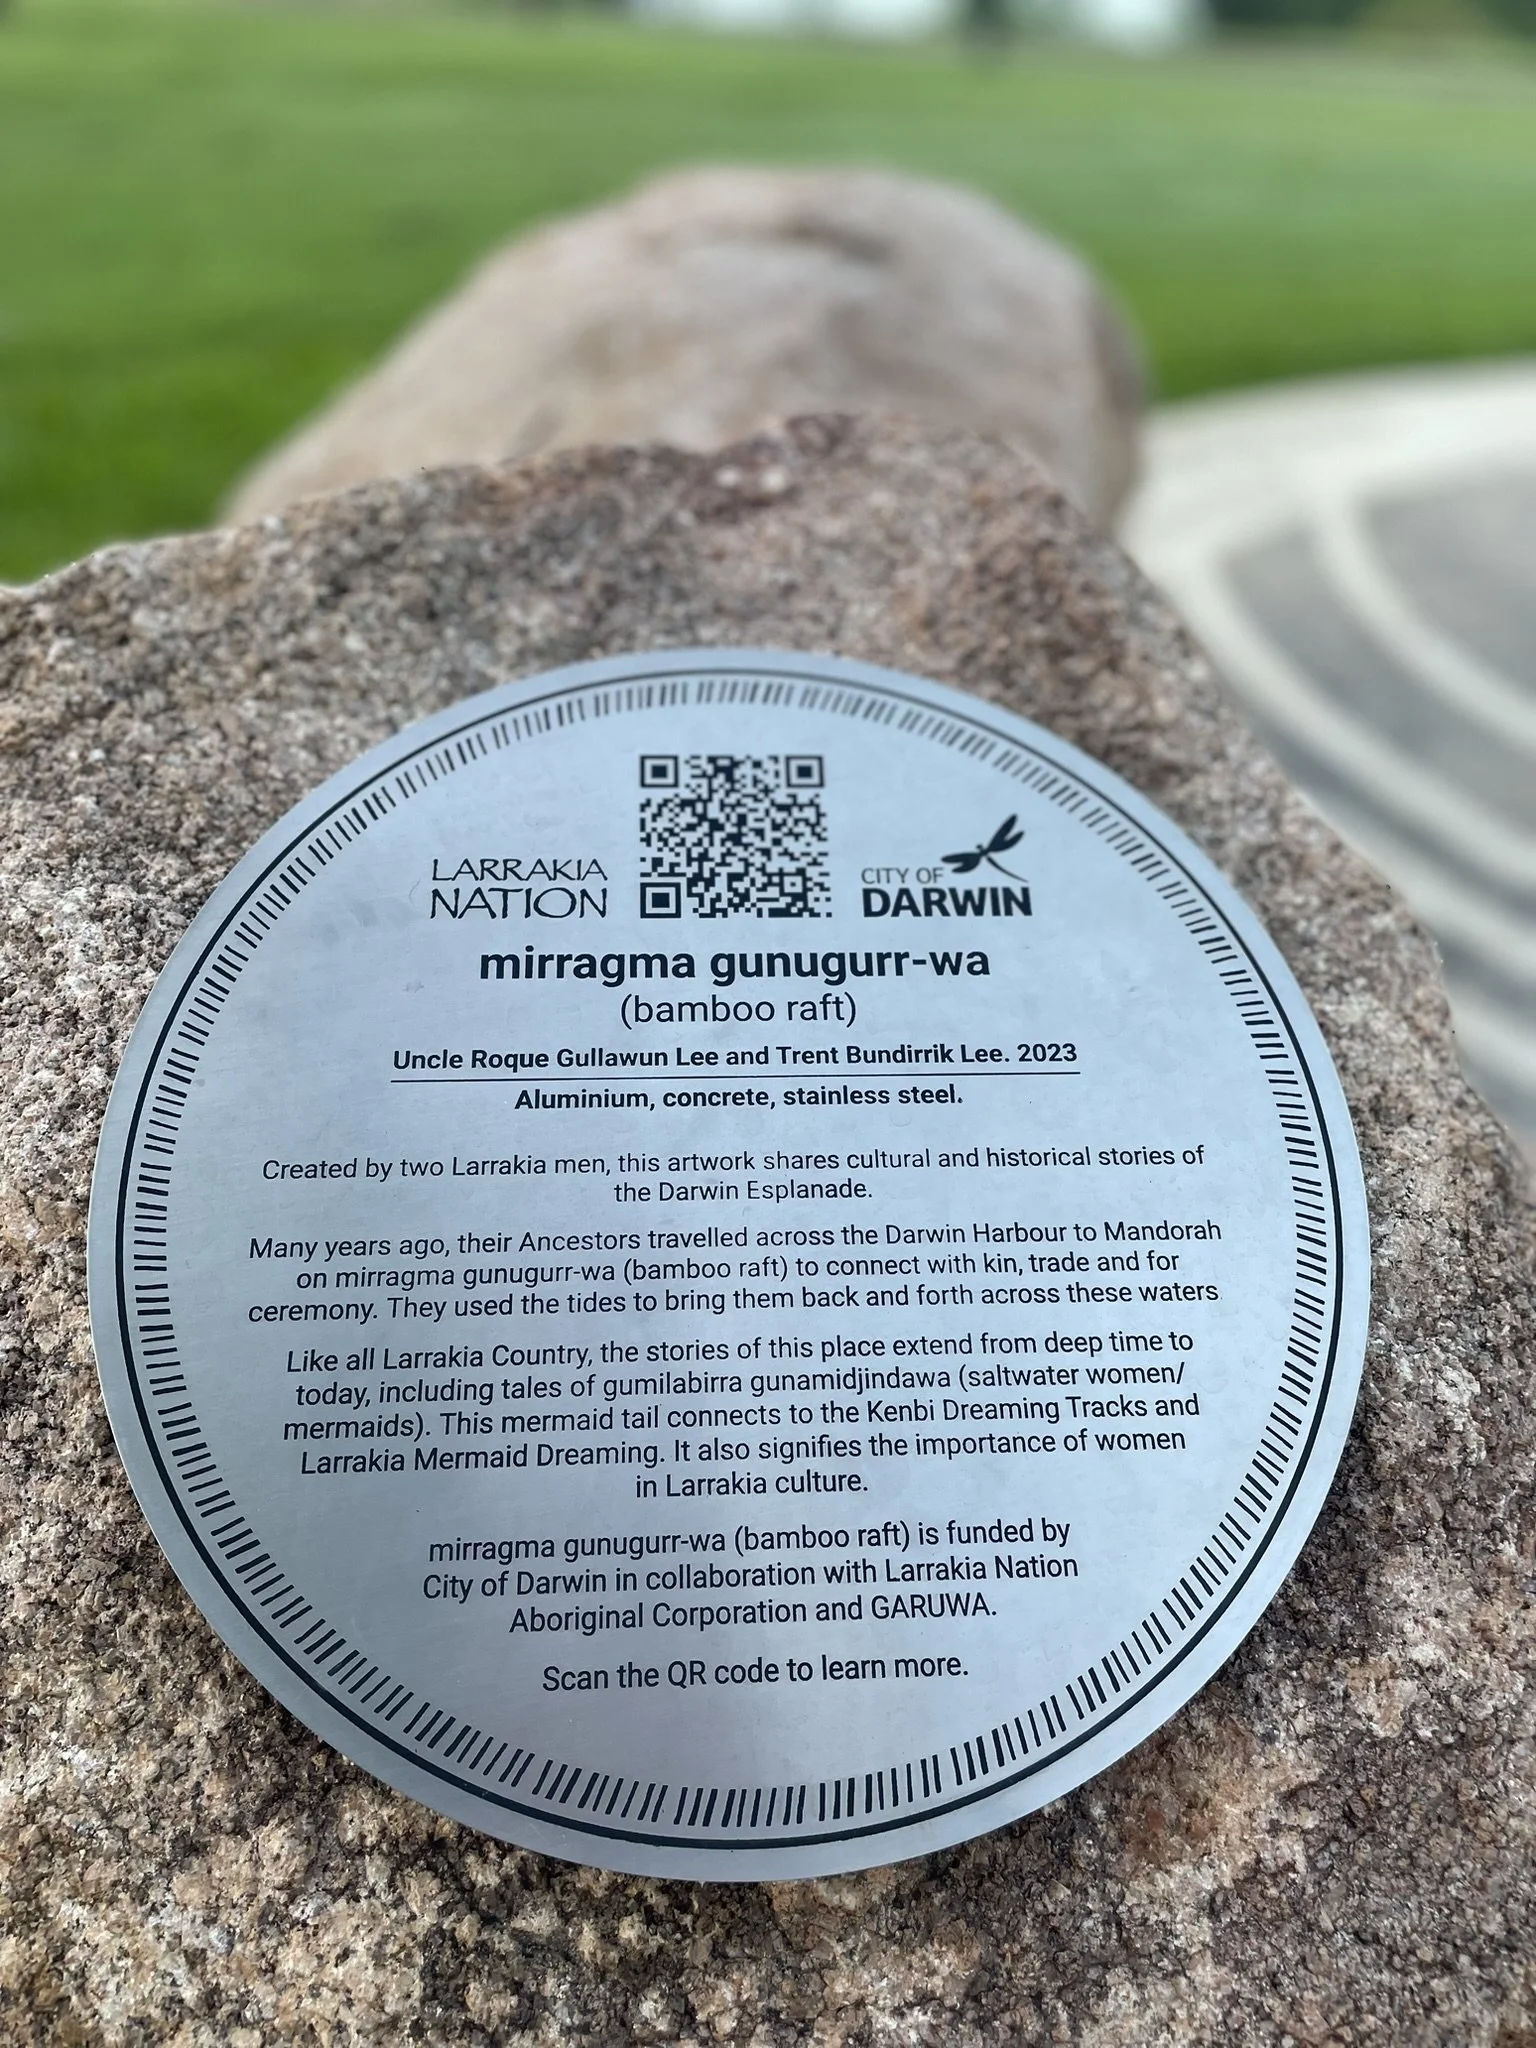 LARRAKIA
NATION
CITY OF
DARWIN
mirragma gunugurr-wa
(bamboo raft)
Uncle Roque Gullawun Lee and Trent Bundirrik Lee. 2023
Aluminium, concrete, stainless steel.
Created by two Larrakia men, this artwork shares cultural and historical stories of
the Darwin Esplanade.
Many years ago, their Ancestors travelled across the Darwin Harbour to Mandorah
on mirragma gunugurr-wa (bamboo raft) to connect with kin, trade and for
ceremony. They used the tides to bring them back and forth across these waters
Like all Larrakia Country, the stories of this place extend from deep time to
today, including tales of gumilabirra gunamidjindawa (saltwater women/
mermaids). This mermaid tail connects to the Kenbi Dreaming Tracks and
Larrakia Mermaid Dreaming. It also signifies the importance of women
in Larrakia culture.
mirragma gunugurr-wa (bamboo raft) is funded by
City of Darwin in collaboration with Larrakia Nation
Aboriginal Corporation and GARUWA.
Scan the QR code to learn more.